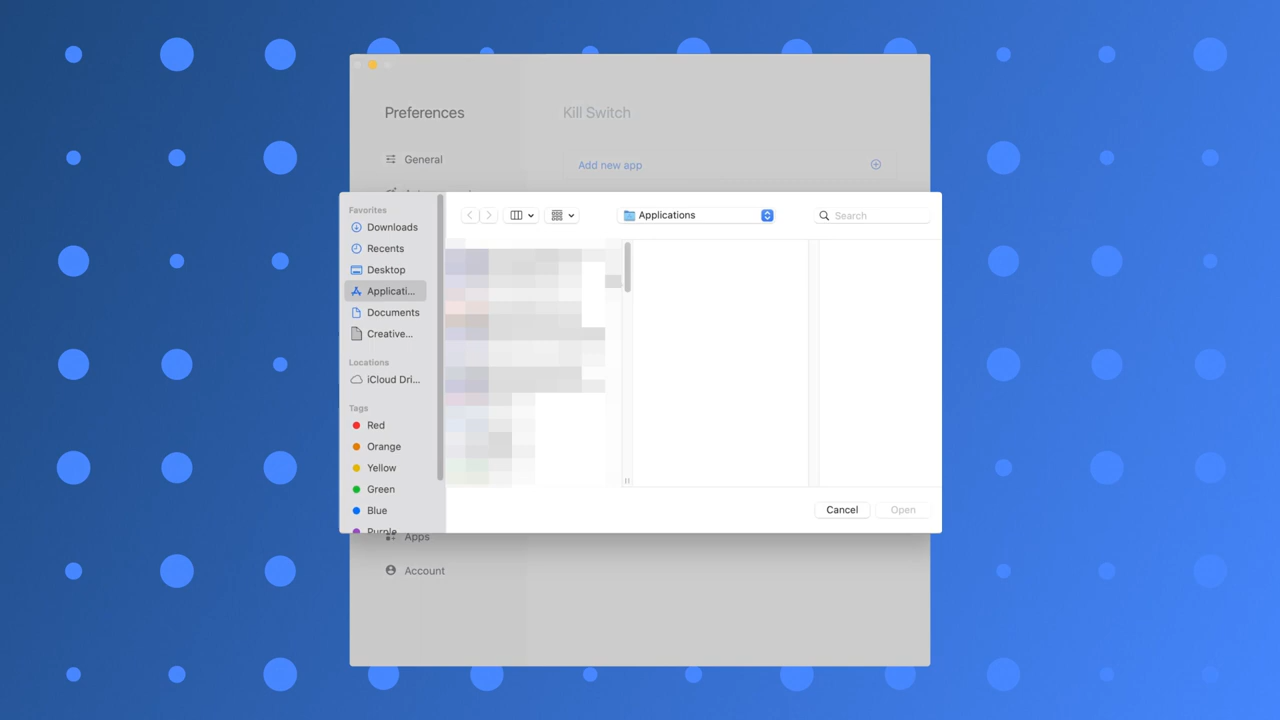 Preferences
Kill Switch
General
Add new app
Favorites
Downloads
Recents
Desktop
Applicati...
Documents
Creative...
Locations
iCloud Dri...
Tags
Red
Orange
Yellow
Green
Blue
Purple
Applications
Search
Cancel
Open
Apps
Account